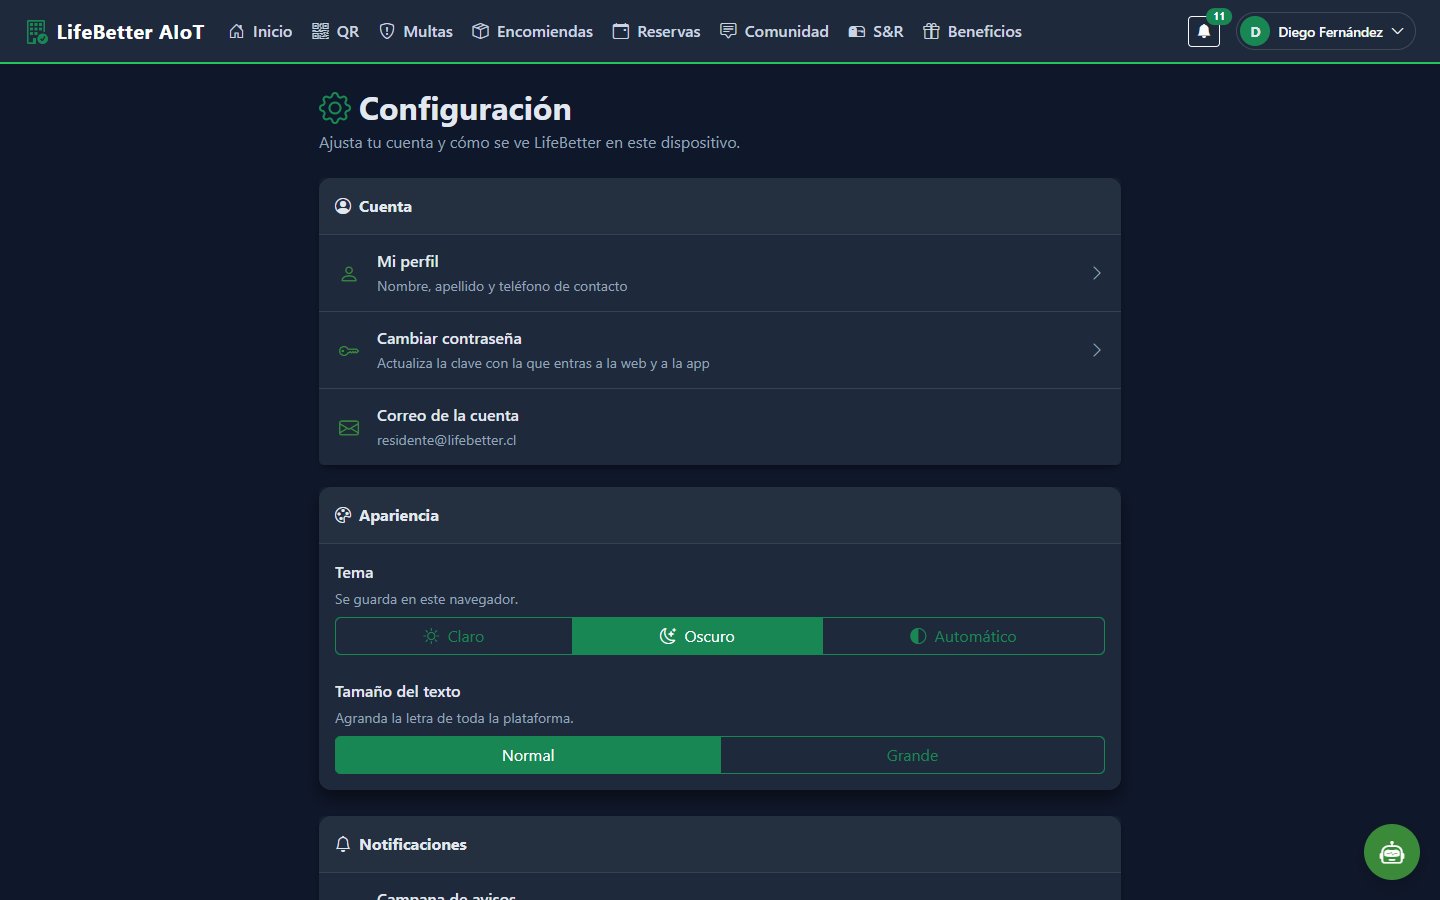 LifeBetter AIoT Inicio QR Multas Encomiendas Reservas Comunidad S&R Beneficios 11 D Diego Fernández
Configuración
Ajusta tu cuenta y cómo se ve LifeBetter en este dispositivo.
Cuenta
Mi perfil
Nombre, apellido y teléfono de contacto
Cambiar contraseña
Actualiza la clave con la que entras a la web y a la app
Correo de la cuenta
residente@lifebetter.cl
Apariencia
Tema
Se guarda en este navegador.
Claro Oscuro Automático
Tamaño del texto
Agranda la letra de toda la plataforma.
Normal Grande
Notificaciones
Campana de avisos